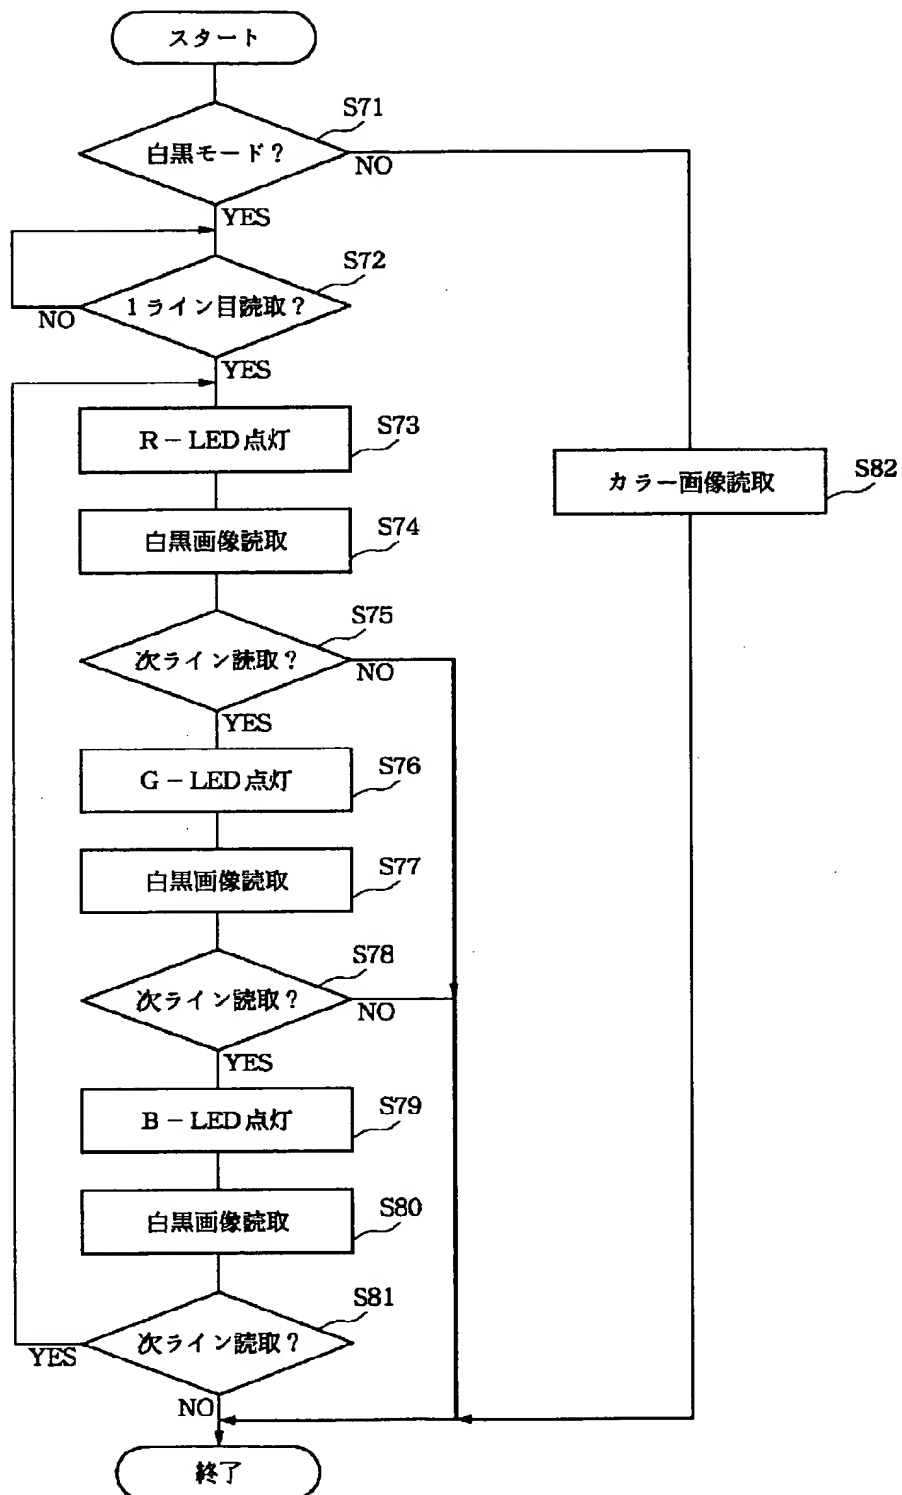 スタート
S71
白黒モード?
NO
YES
S72
1ライン目読取?
NO
YES
R-LED点灯
S73
カラー画像読取
S82
白黒画像読取
S74
S75
次ライン読取?
NO
YES
G-LED点灯
S76
白黒画像読取
S77
S78
次ライン読取?
NO
YES
B-LED点灯
S79
白黒画像読取
S80
S81
次ライン読取?
YES
NO
終了